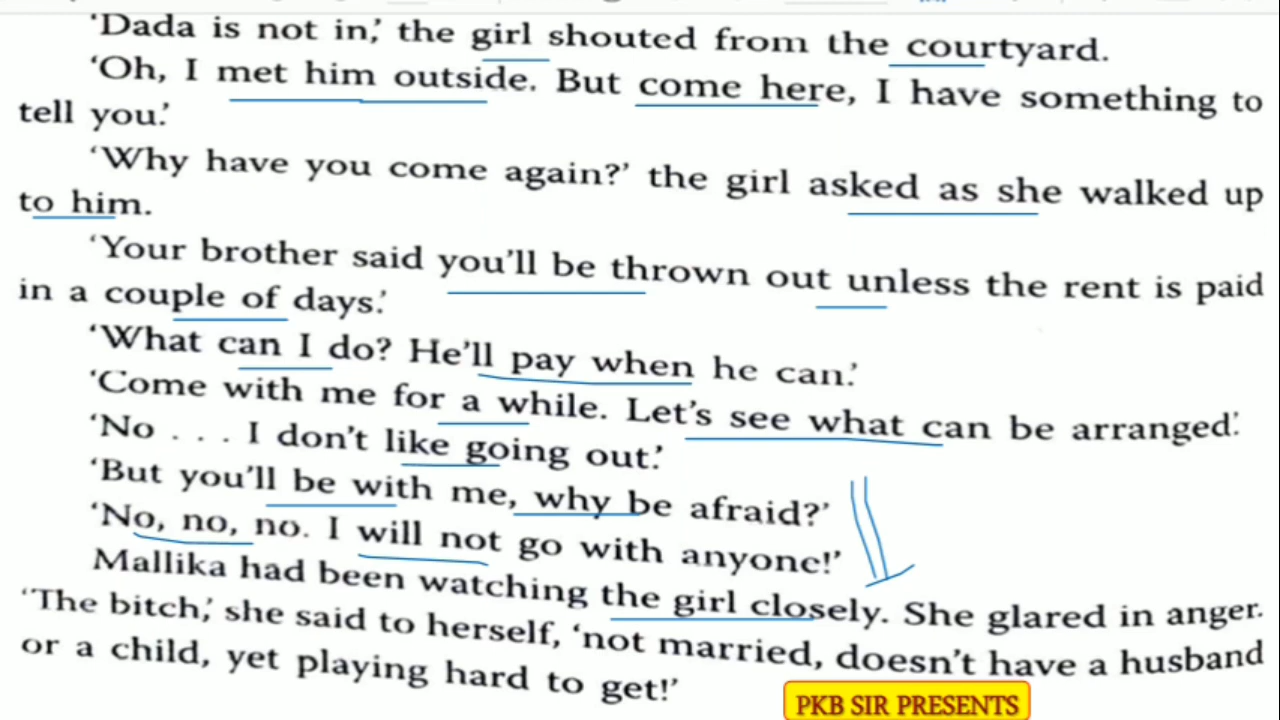 'Dada is not in,' the girl shouted from the courtyard.
'Oh, I met him outside. But come here, I have something to
tell you.'
'Why have you come again?' the girl asked as she walked up
to him.
'Your brother said you'll be thrown out unless the rent is paid
in a couple of days.'
'What can I do? He'll pay when he can.'
'Come with me for a while. Let's see what can be arranged.'
'No . . . I don't like going out.'
'But you'll be with me, why be afraid?'
'No, no, no. I will not go with anyone!'
Mallika had been watching the girl closely. She glared in anger.
'The bitch,' she said to herself, 'not married, doesn't have a husband
or a child, yet playing hard to get!'
PKB SIR PRESENTS